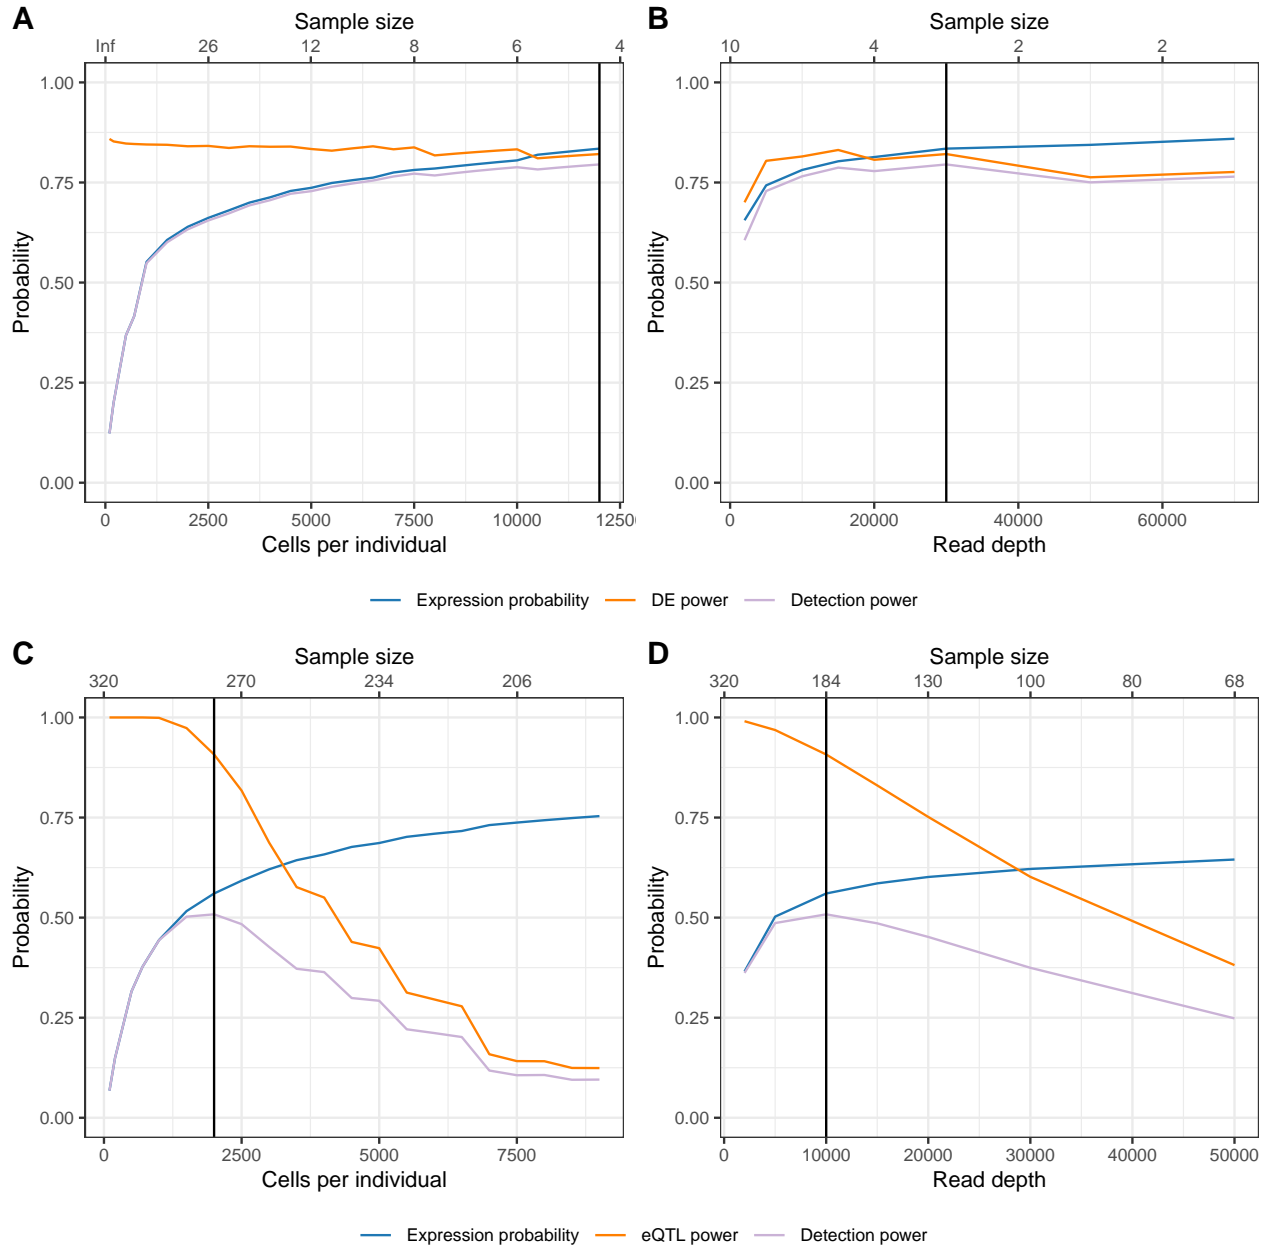 A
Sample size
Inf 26 12 8 6 4
1.00
0.75
0.50
0.25
0.00
Probability
0 2500 5000 7500 10000 1250
Cells per individual
B
Sample size
10 4 2 2
1.00
0.75
0.50
0.25
0.00
Probability
0 20000 40000 60000
Read depth
Expression probability DE power Detection power
C
Sample size
320 270 234 206
1.00
0.75
0.50
0.25
0.00
Probability
0 2500 5000 7500
Cells per individual
D
Sample size
320 184 130 100 80 68
1.00
0.75
0.50
0.25
0.00
Probability
0 10000 20000 30000 40000 50000
Read depth
Expression probability eQTL power Detection power